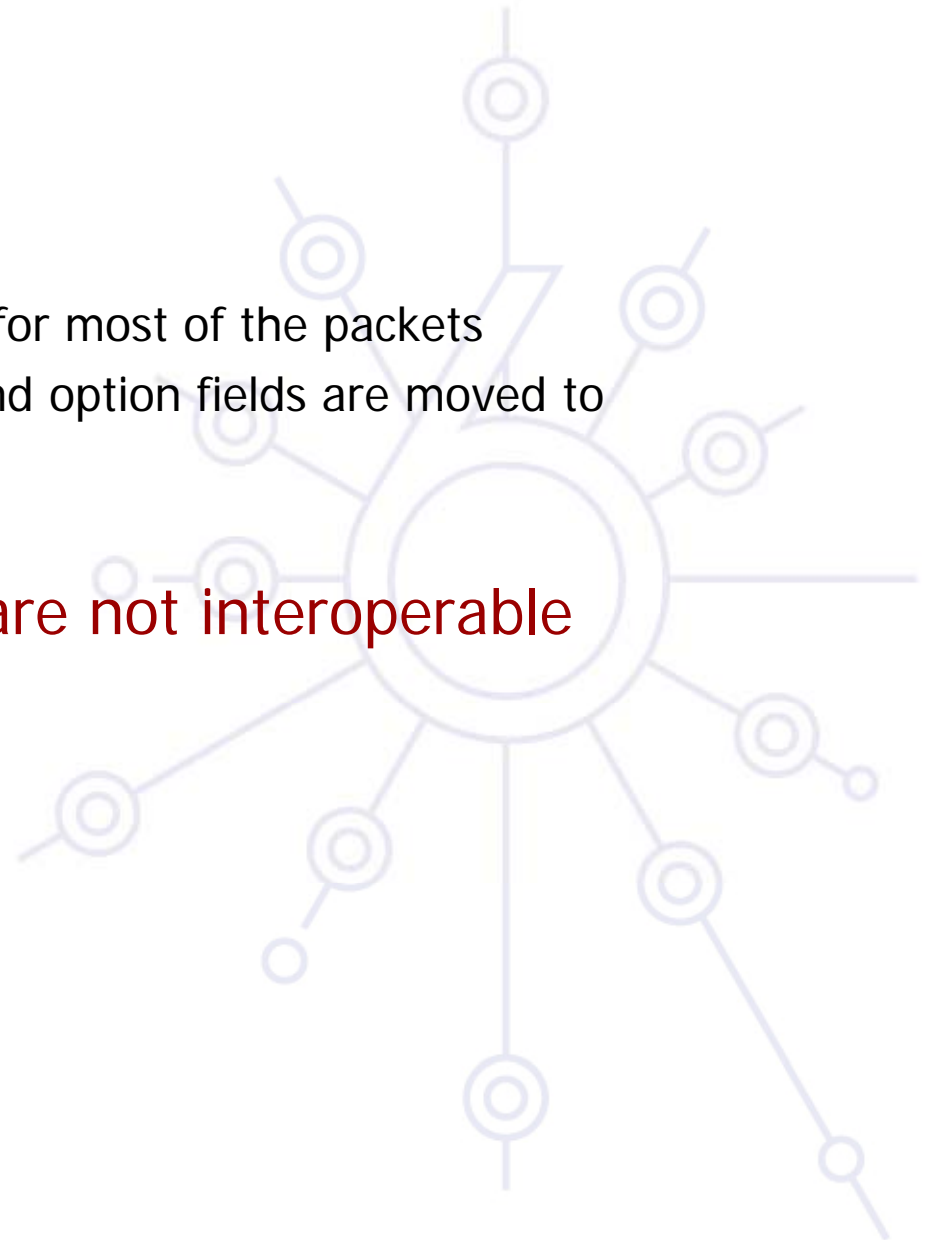 for most of the packets
nd option fields are moved to
are not interoperable